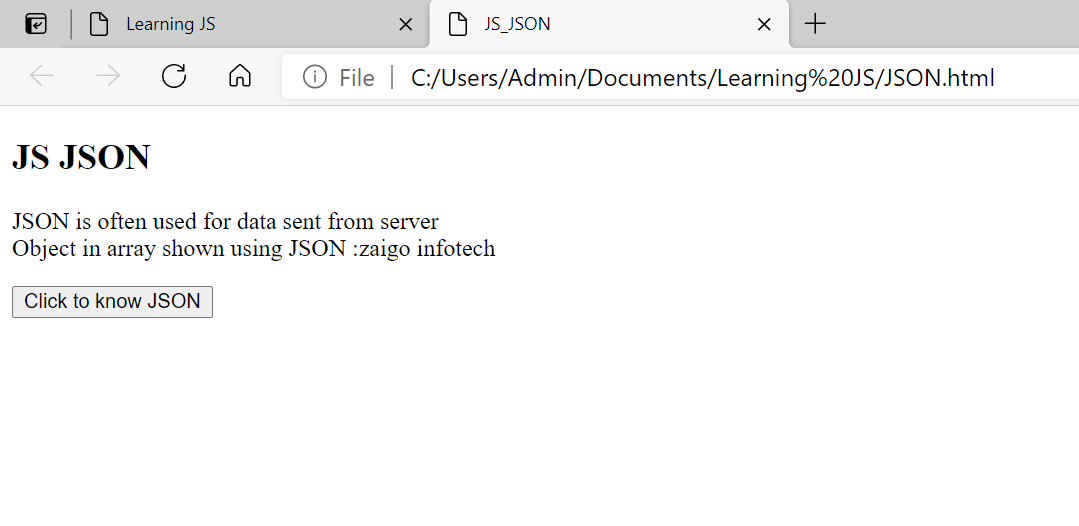 Learning JS
JS_JSON
File
C:/Users/Admin/Documents/Learning%20JS/JSON.html
JS JSON
JSON is often used for data sent from server
Object in array shown using JSON :zaigo infotech
Click to know JSON